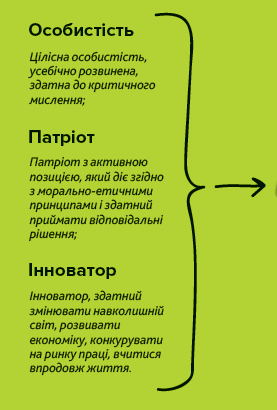 Особистість
Цілісна особистість,
усебічно розвинена,
здатна до критичного
мислення;
Патріот
Патріот з активною
позицією, який діє згідно
з морально-етичними
принципами і здатний
приймати відповідальні
рішення;
Інноватор
Інноватор, здатний
змінювати навколишній
світ, розвивати
економіку, конкурувати
на ринку праці, вчитися
впродовж життя.